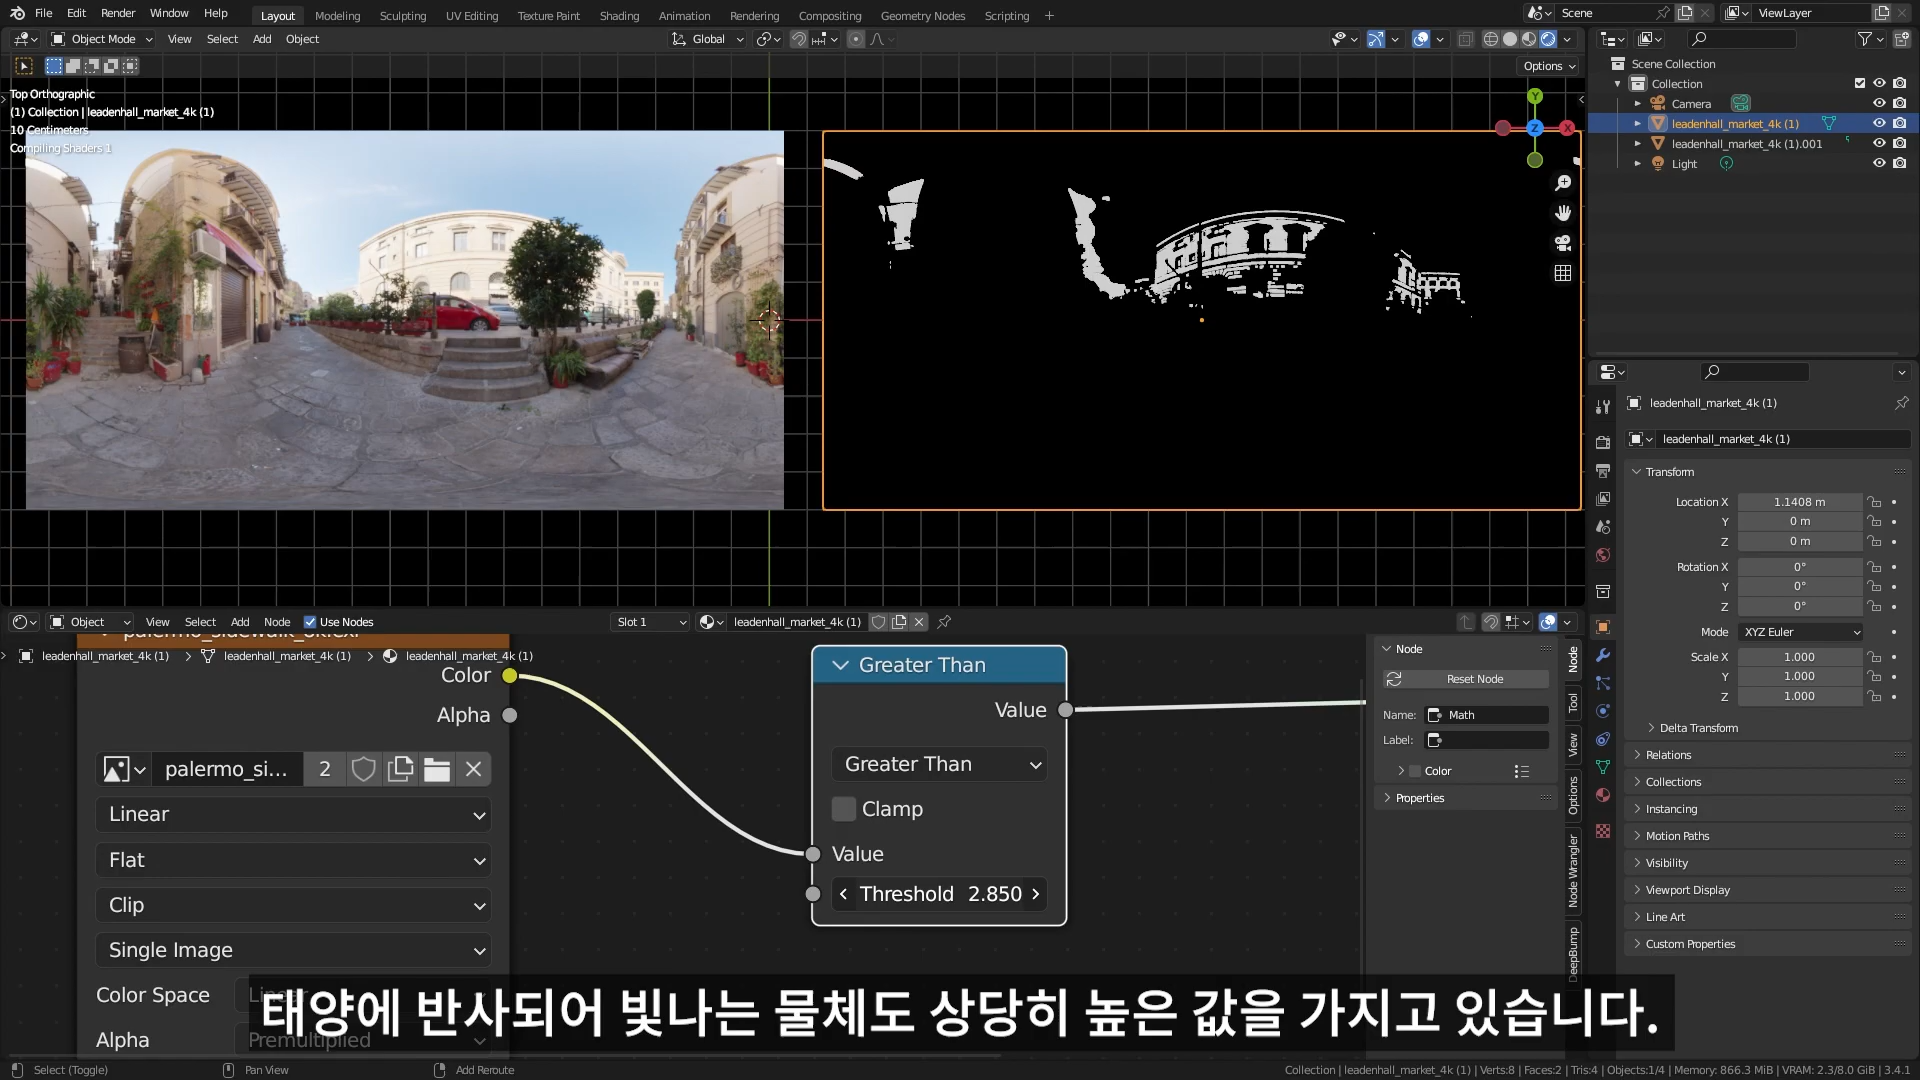 File Edit Render Window Help Layout Modeling Sculpting UV Editing Texture Paint Shading Animation Rendering Compositing Geometry Nodes Scripting + Scene ViewLayer
Object Mode View Select Add Object Global
Options
Top Orthographic
(1) Collection | leadenhall_market_4k (1)
10 Centimeters
Compiling Shaders 1
Y
X
Z
Scene Collection
Collection
Camera
leadenhall_market_4k (1)
leadenhall_market_4k (1).001
Light
leadenhall_market_4k (1)
leadenhall_market_4k (1)
Transform
Location X 1.1408 m
Y 0 m
Z 0 m
Rotation X 0°
Y 0°
Z 0°
Mode XYZ Euler
Scale X 1.000
Y 1.000
Z 1.000
Delta Transform
Relations
Collections
Instancing
Motion Paths
Visibility
Viewport Display
Line Art
Custom Properties
Object View Select Add Node Use Nodes Slot 1 leadenhall_market_4k (1)
palermo_sidewalk_8k.exr
leadenhall_market_4k (1) leadenhall_market_4k (1) leadenhall_market_4k (1)
Color
Alpha
palermo_si... 2
Linear
Flat
Clip
Single Image
Color Space Linear
Alpha Premultiplied
Greater Than
Value
Greater Than
Clamp
Value
Threshold 2.850
Node
Reset Node
Name: Math
Label:
Color
Properties
Node
Tool
View
Options
Node Wrangler
DeepBump
태양에 반사되어 빛나는 물체도 상당히 높은 값을 가지고 있습니다.
Select (Toggle) Pan View Add Reroute Collection | leadenhall_market_4k (1) | Verts:8 | Faces:2 | Tris:4 | Objects:1/4 | Memory: 866.3 MiB | VRAM: 2.3/8.0 GiB | 3.4.1